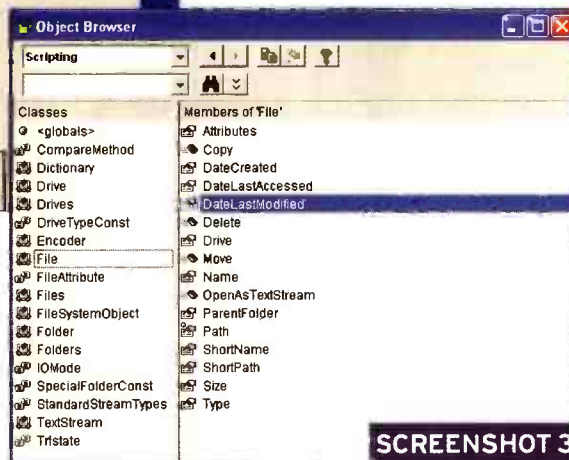 Object Browser
Scripting
Classes
<globals>
CompareMethod
Dictionary
Drive
Drives
DriveTypeConst
Encoder
File
FileAttribute
Files
FileSystemObject
Folder
Folders
IOMode
SpecialFolderConst
StandardStreamTypes
TextStream
Tristate
Members of 'File'
Attributes
Copy
DateCreated
DateLastAccessed
DateLastModified
Delete
Drive
Move
Name
OpenAsTextStream
ParentFolder
Path
ShortName
ShortPath
Size
Type
SCREENSHOT 3